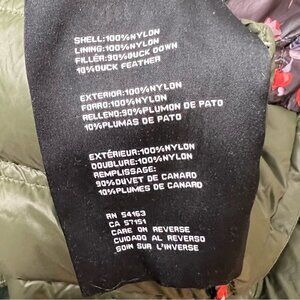 SHELL:100%NYLON
LINING:100%NYLON
FILLER:90%DUCK DOWN
10%DUCK FEATHER
EXTERIOR:100%NYLON
FORRO:100%NYLON
RELLENO:90%PLUMON DE PATO
10%PLUMAS DE PATO
EXTÉRIEUR:100%NYLON
DOUBLURE:100%NYLON
REMPLISSAGE:
90%DUVET DE CANARD
10%PLUMES DE CANARD
RN 54163
CA 57151
CARE ON REVERSE
CUIDADO AL REVERSO
SOIN SUR L'INVERSE